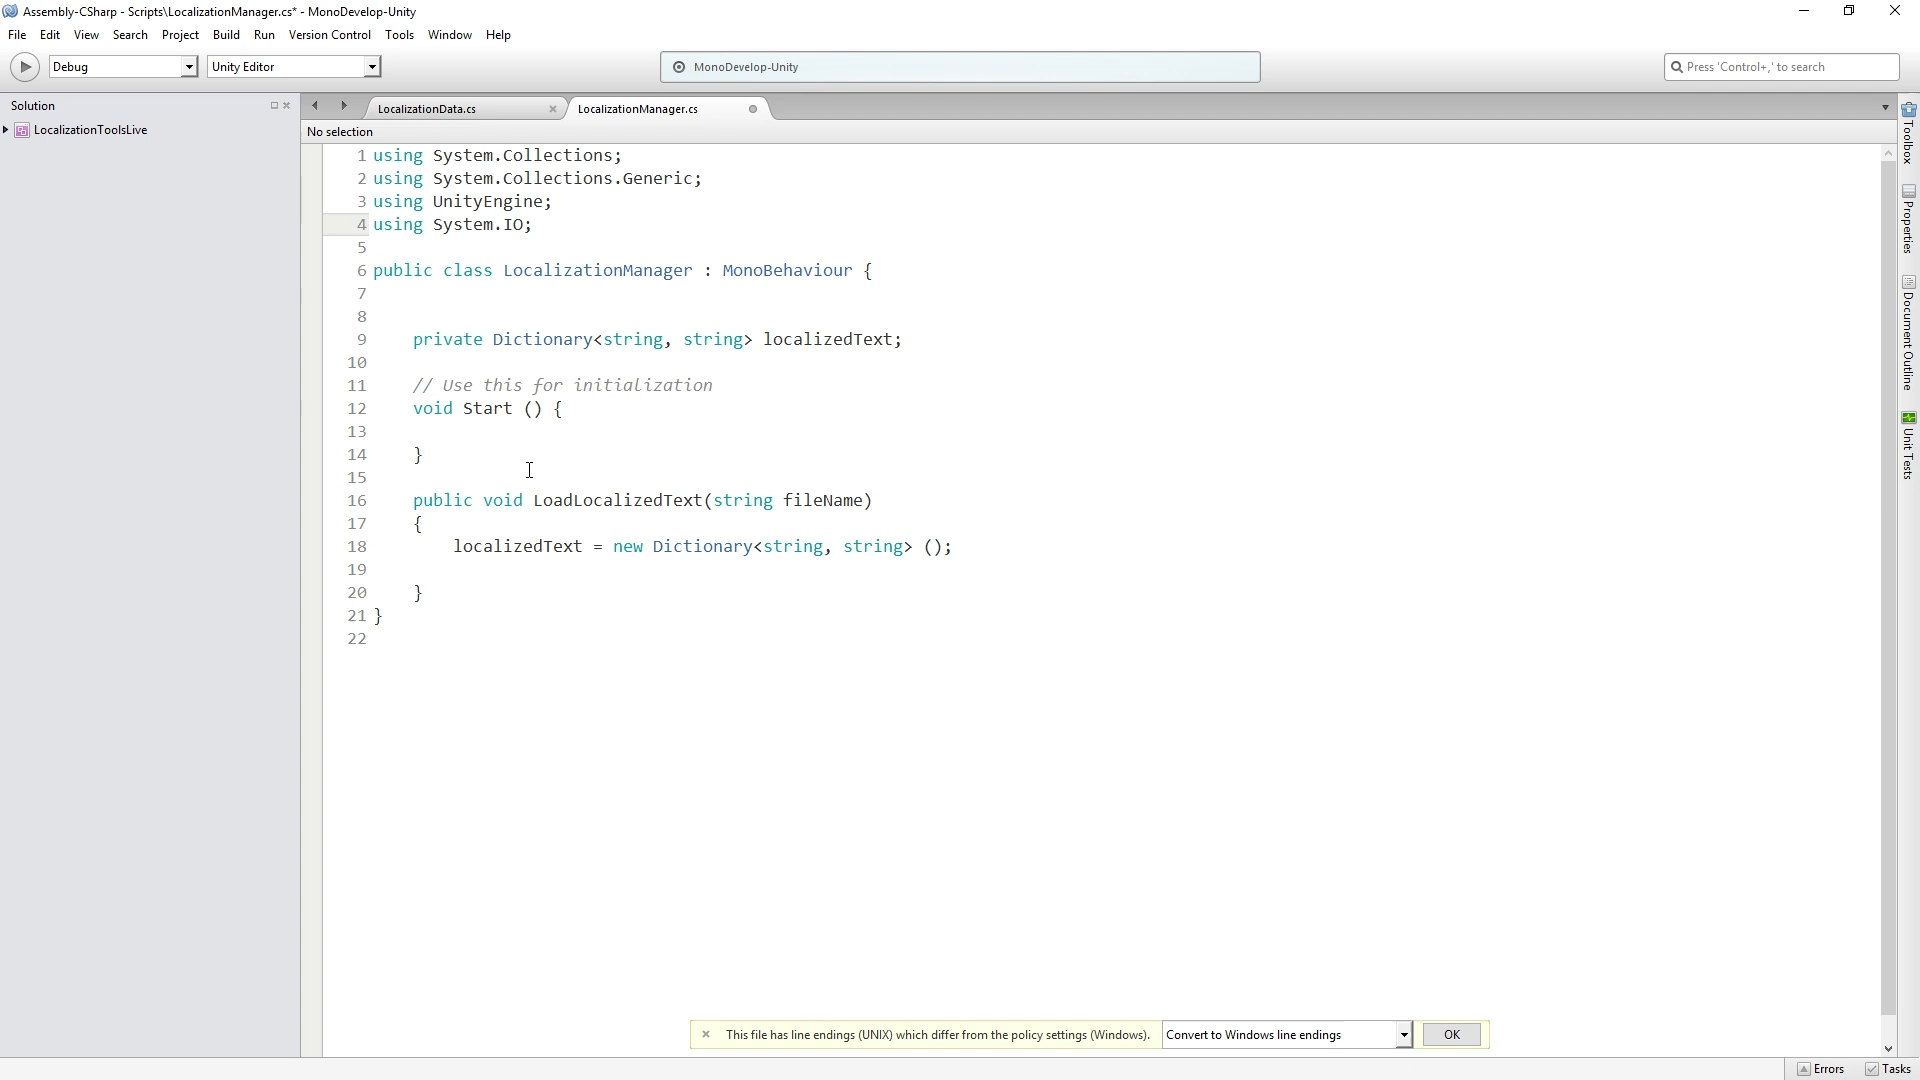 Assembly-CSharp - Scripts\LocalizationManager.cs* - MonoDevelop-Unity
File Edit View Search Project Build Run Version Control Tools Window Help
Debug Unity Editor MonoDevelop-Unity Press 'Control+,' to search
Solution
LocalizationToolsLive
LocalizationData.cs LocalizationManager.cs
No selection
1 using System.Collections;
2 using System.Collections.Generic;
3 using UnityEngine;
4 using System.IO;
5
6 public class LocalizationManager : MonoBehaviour {
7
8
9 private Dictionary<string, string> localizedText;
10
11 // Use this for initialization
12 void Start () {
13
14 }
15
16 public void LoadLocalizedText(string fileName)
17 {
18 localizedText = new Dictionary<string, string> ();
19
20 }
21 }
22
Toolbox
Properties
Document Outline
Unit Tests
This file has line endings (UNIX) which differ from the policy settings (Windows). Convert to Windows line endings OK
Errors Tasks